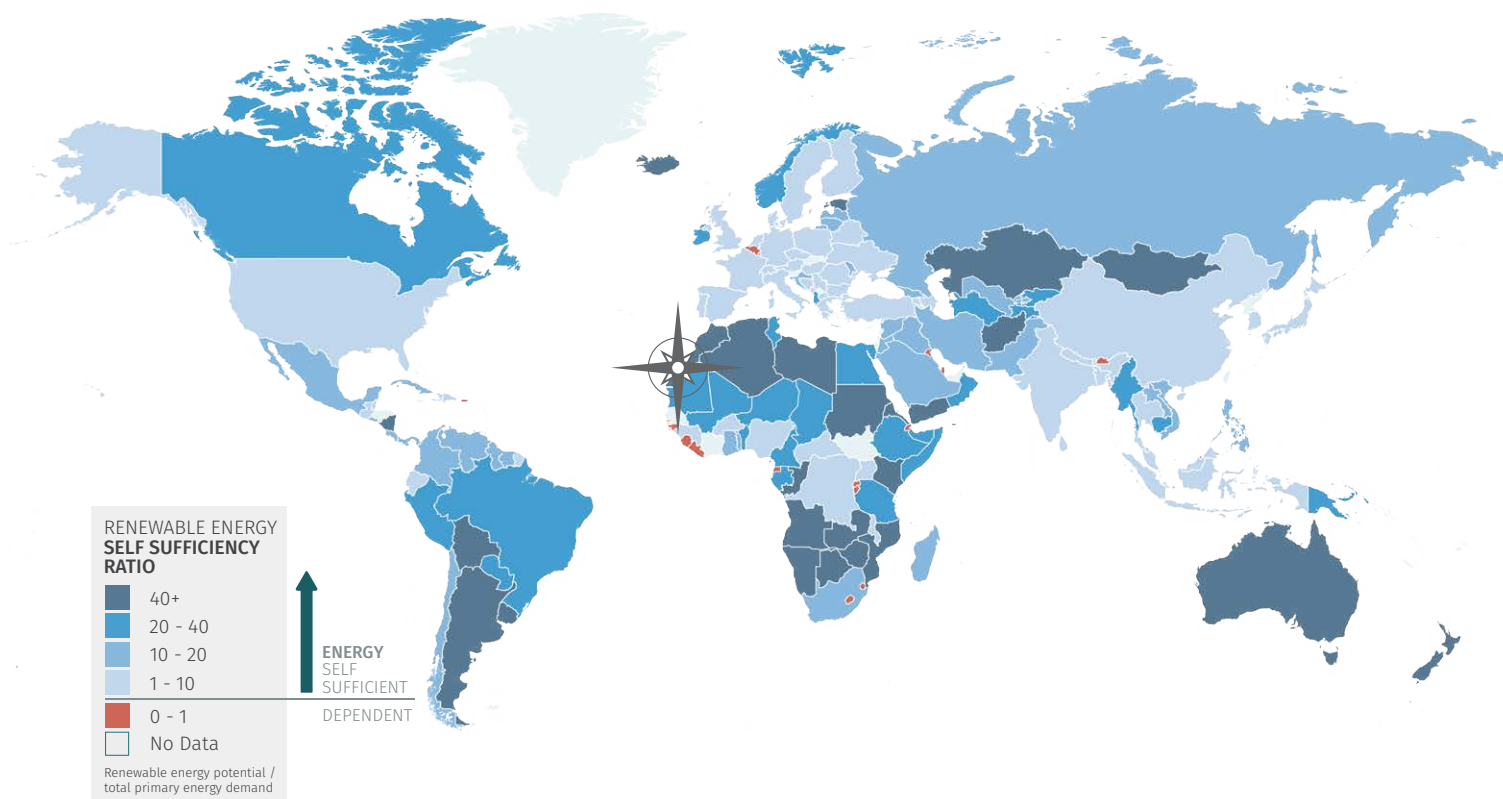 RENEWABLE ENERGY
SELF SUFFICIENCY
RATIO
40+
20 - 40
10 - 20
1 - 10
0 - 1
No Data
Renewable energy potential /
total primary energy demand
ENERGY
SELF
SUFFICIENT
DEPENDENT